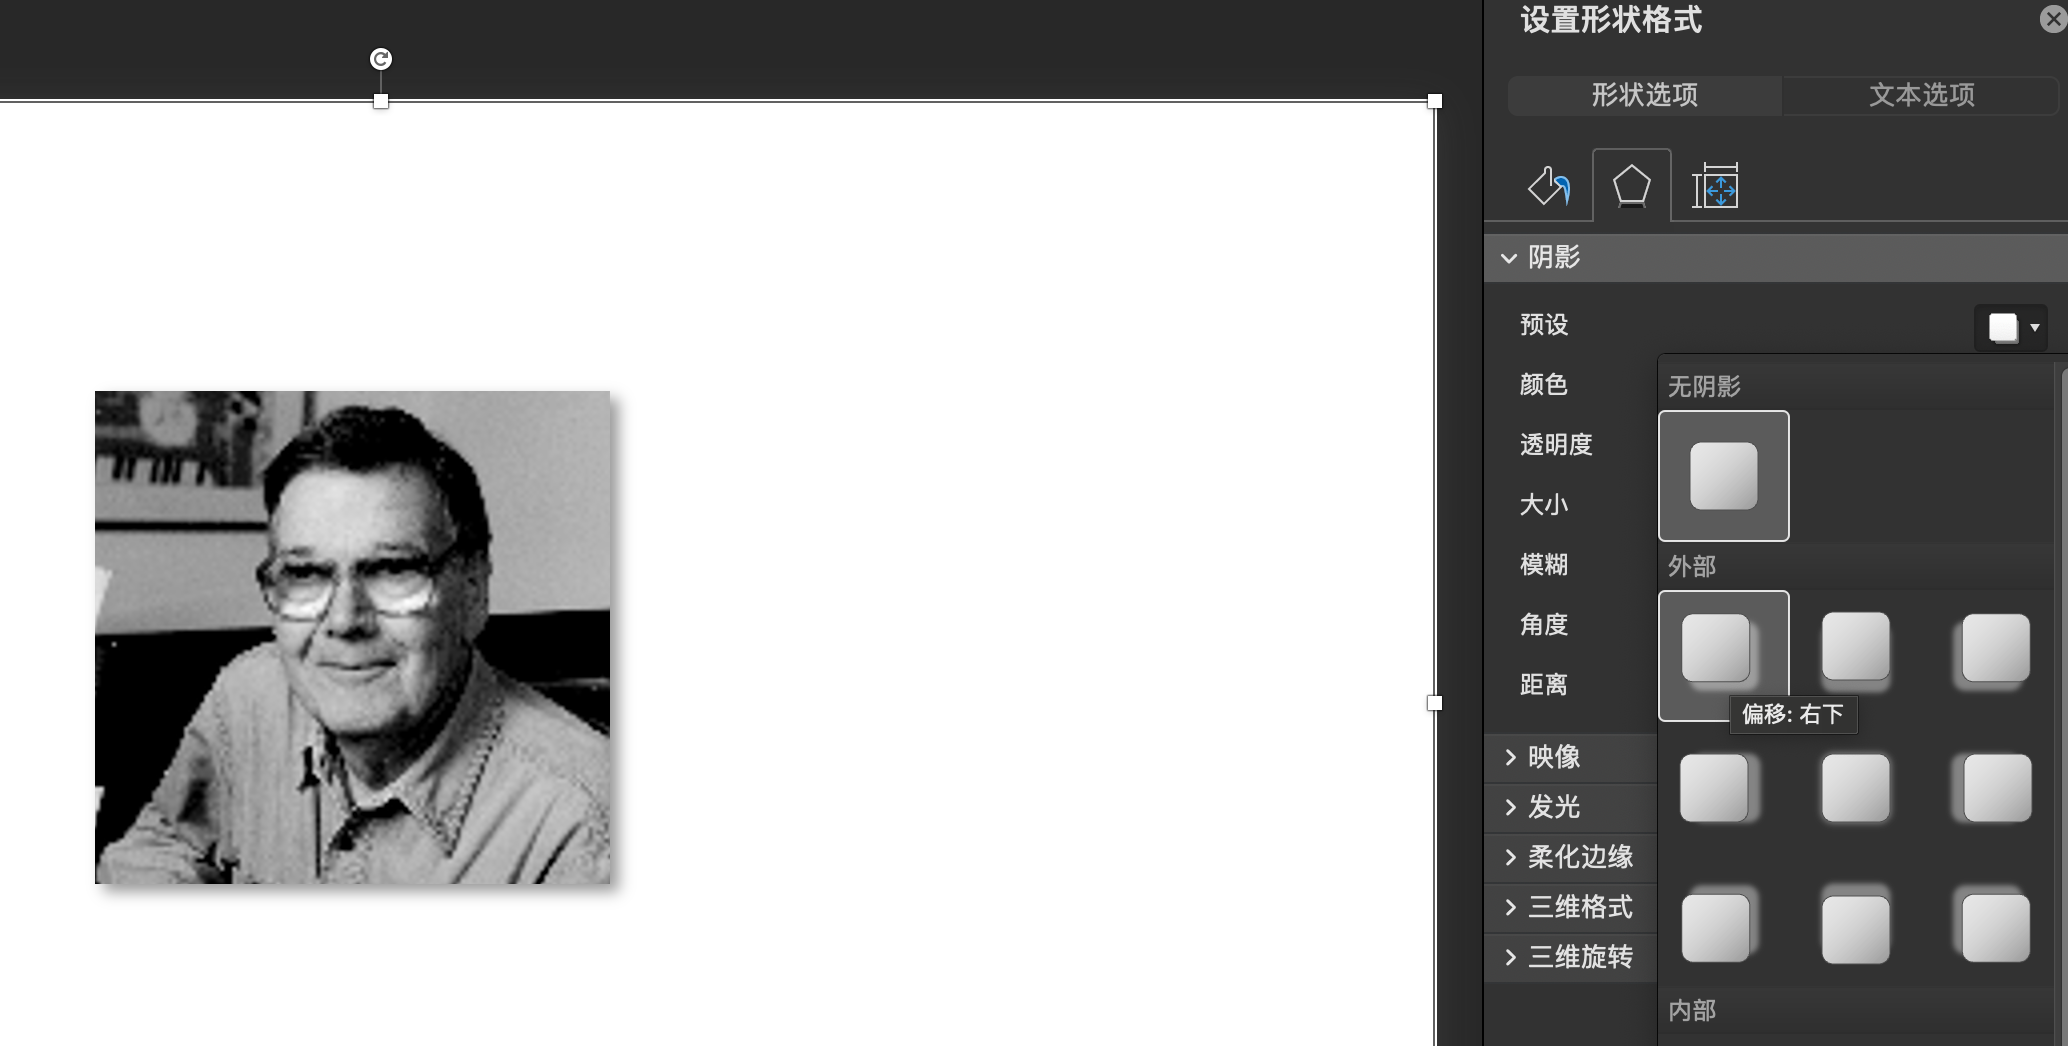 设置形状格式
形状选项
文本选项
阴影
预设
颜色
透明度
大小
模糊
角度
距离
映像
发光
柔化边缘
三维格式
三维旋转
无阴影
外部
偏移: 右下
内部